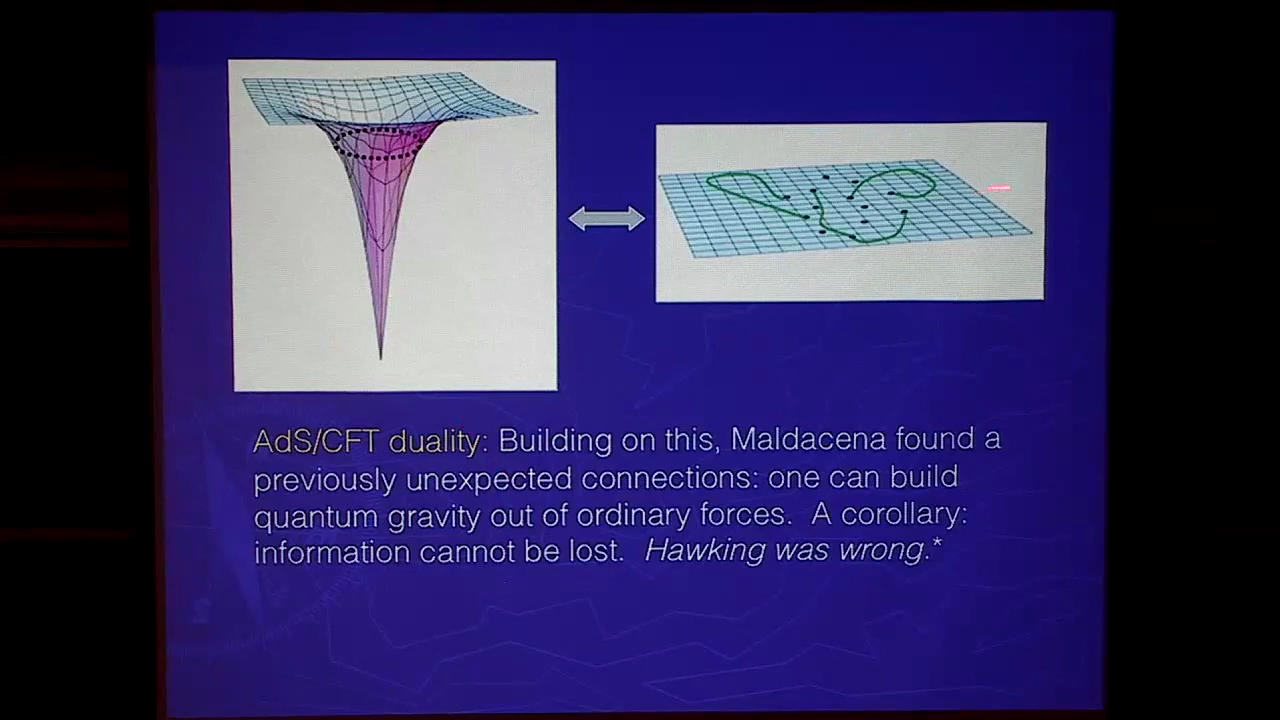 AdS/CFT duality: Building on this, Maldacena found a
previously unexpected connections: one can build
quantum gravity out of ordinary forces.  A corollary:
information cannot be lost.  Hawking was wrong.*